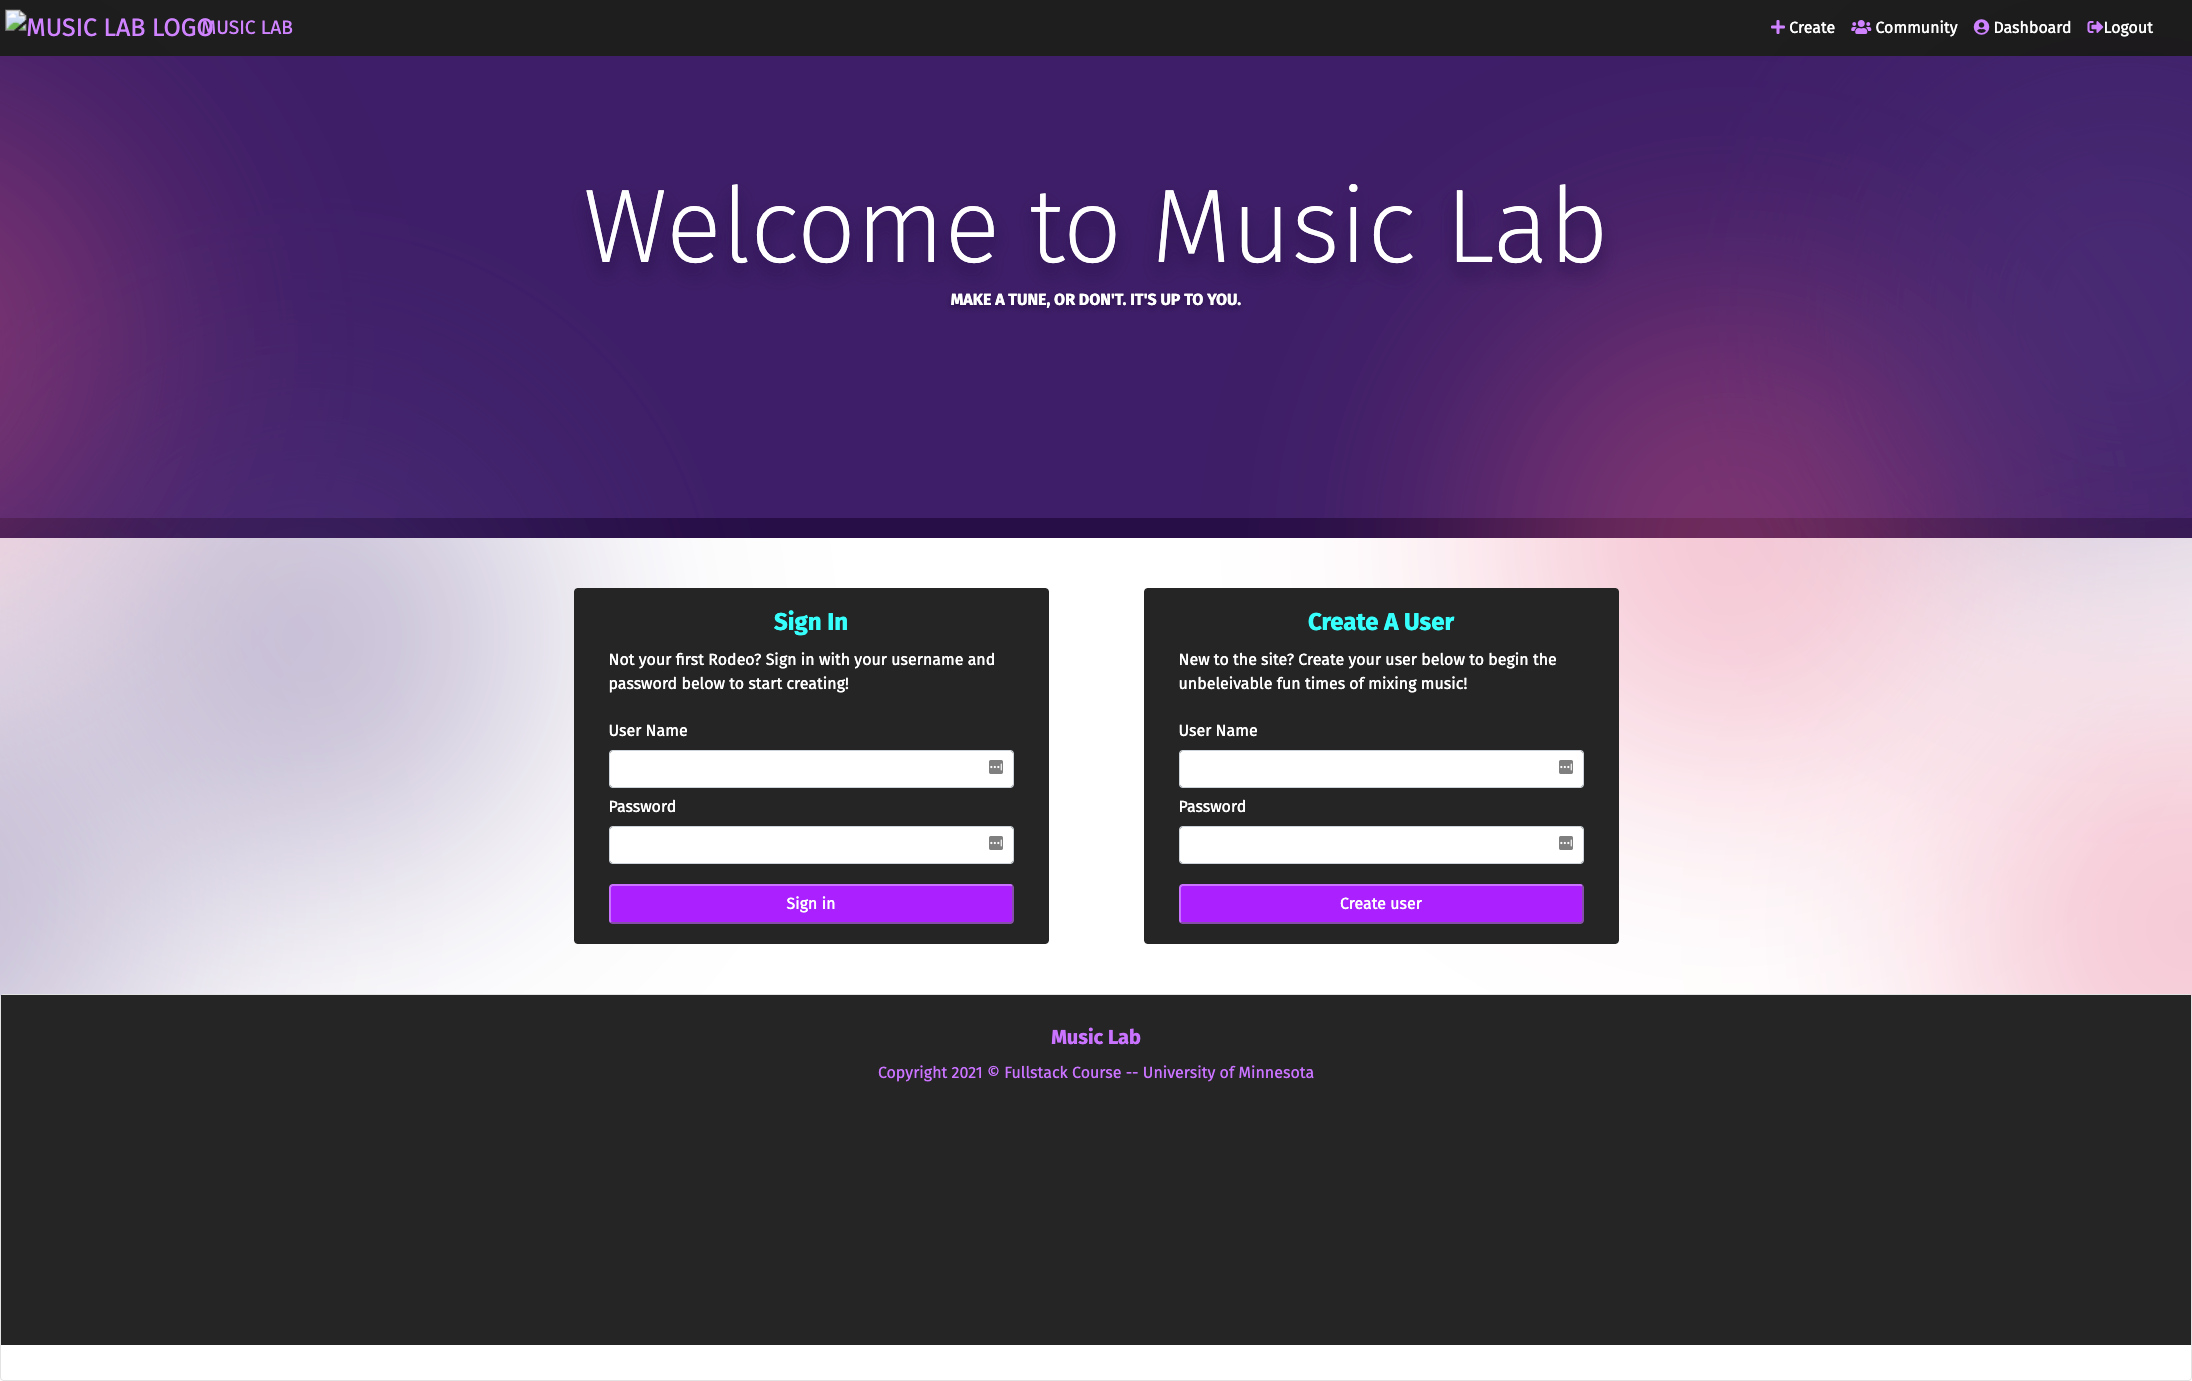 MUSIC LAB LOGO MUSIC LAB Create Community Dashboard Logout
Welcome to Music Lab
MAKE A TUNE, OR DON'T. IT'S UP TO YOU.
Sign In
Not your first Rodeo? Sign in with your username and
password below to start creating!
User Name
Password
Sign in
Create A User
New to the site? Create your user below to begin the
unbeleivable fun times of mixing music!
User Name
Password
Create user
Music Lab
Copyright 2021 © Fullstack Course -- University of Minnesota